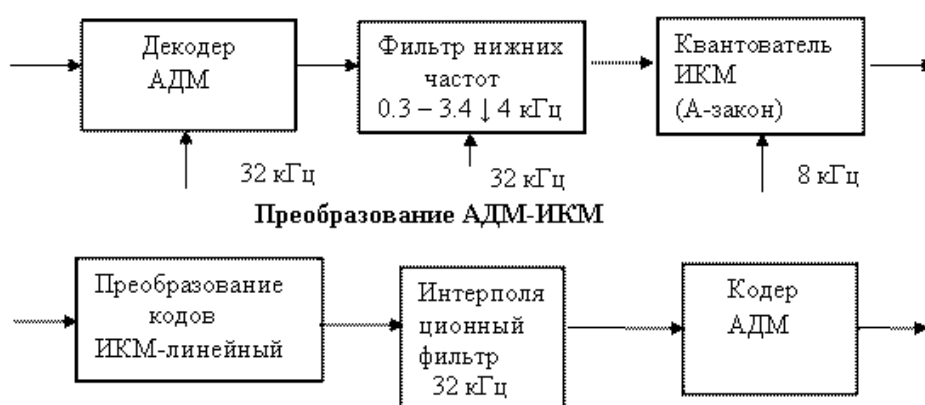 Декодер
АДМ
Фильтр нижних
частот
0.3 – 3.4 ↓ 4 кГц
Квантователь
ИКМ
(А-закон)
32 кГц
32 кГц
8 кГц
Преобразование АДМ-ИКМ
Преобразование
кодов
ИКМ-линейный
Интерполя
ционный
фильтр
32 кГц
Кодер
АДМ